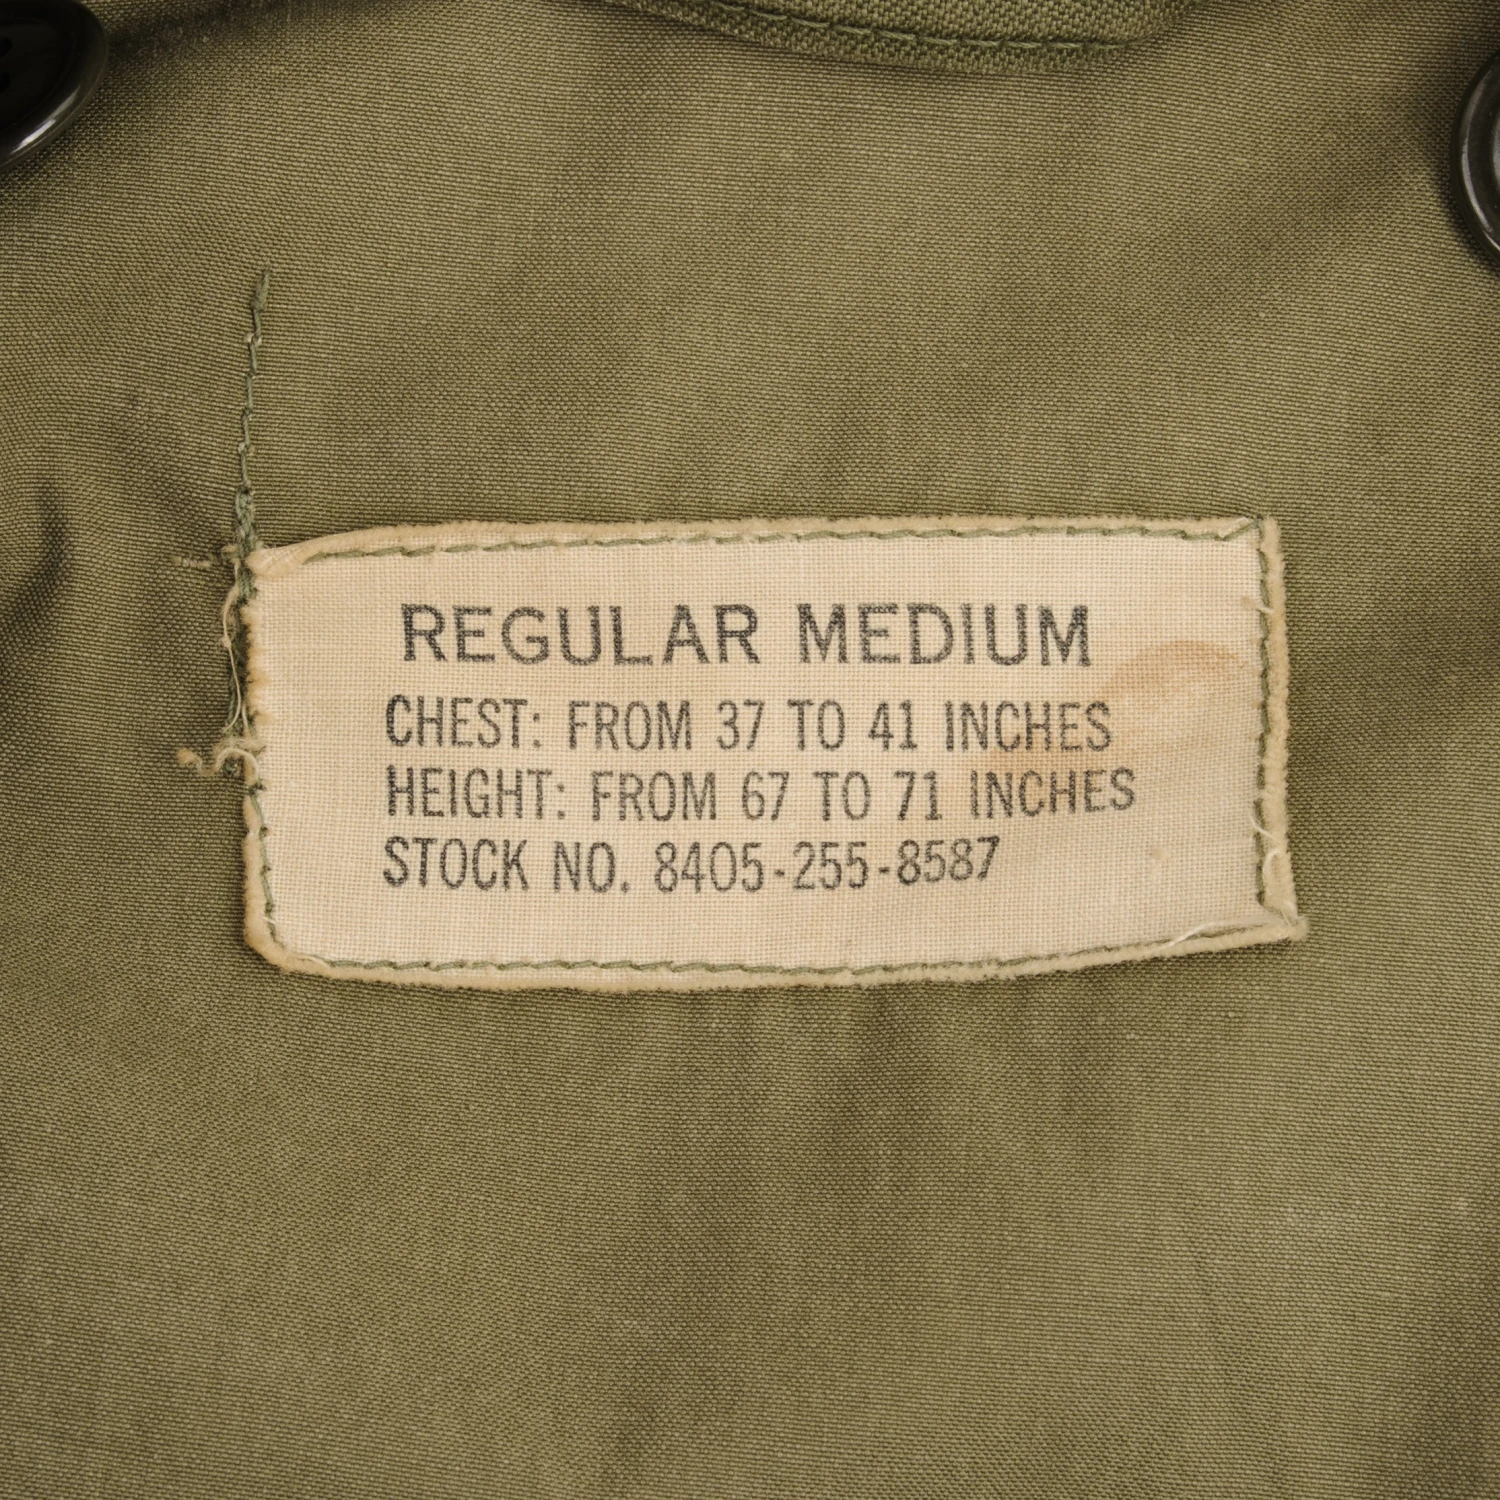 REGULAR MEDIUM
CHEST: FROM 37 TO 41 INCHES
HEIGHT: FROM 67 TO 71 INCHES
STOCK NO. 8405-255-8587